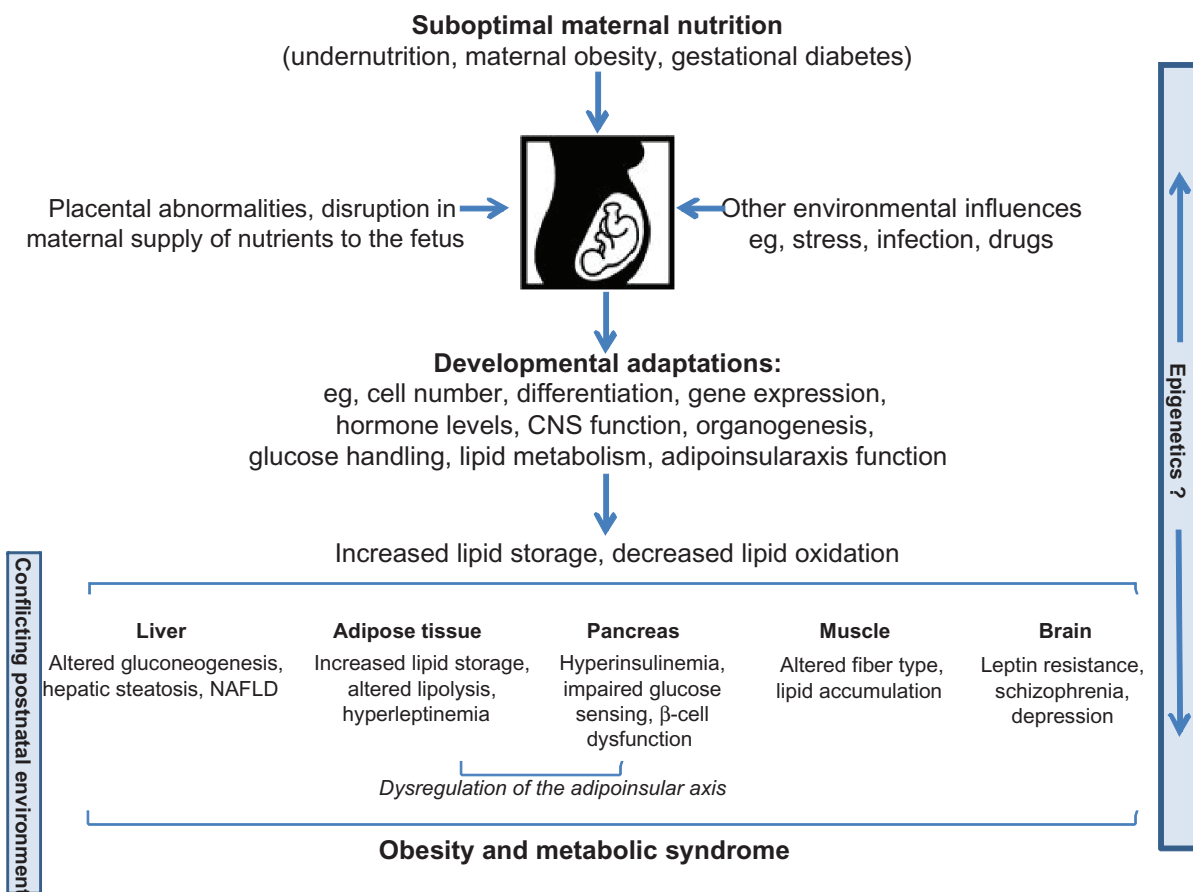 Suboptimal maternal nutrition
(undernutrition, maternal obesity, gestational diabetes)
Placental abnormalities, disruption in
maternal supply of nutrients to the fetus
Other environmental influences
eg, stress, infection, drugs
Developmental adaptations:
eg, cell number, differentiation, gene expression,
hormone levels, CNS function, organogenesis,
glucose handling, lipid metabolism, adipoinsularaxis function
Epigenetics ?
Increased lipid storage, decreased lipid oxidation
Conflicting postnatal environment
Liver
Altered gluconeogenesis,
hepatic steatosis, NAFLD
Adipose tissue
Increased lipid storage,
altered lipolysis,
hyperleptinemia
Pancreas
Hyperinsulinemia,
impaired glucose
sensing, β-cell
dysfunction
Muscle
Altered fiber type,
lipid accumulation
Brain
Leptin resistance,
schizophrenia,
depression
Dysregulation of the adipoinsular axis
Obesity and metabolic syndrome